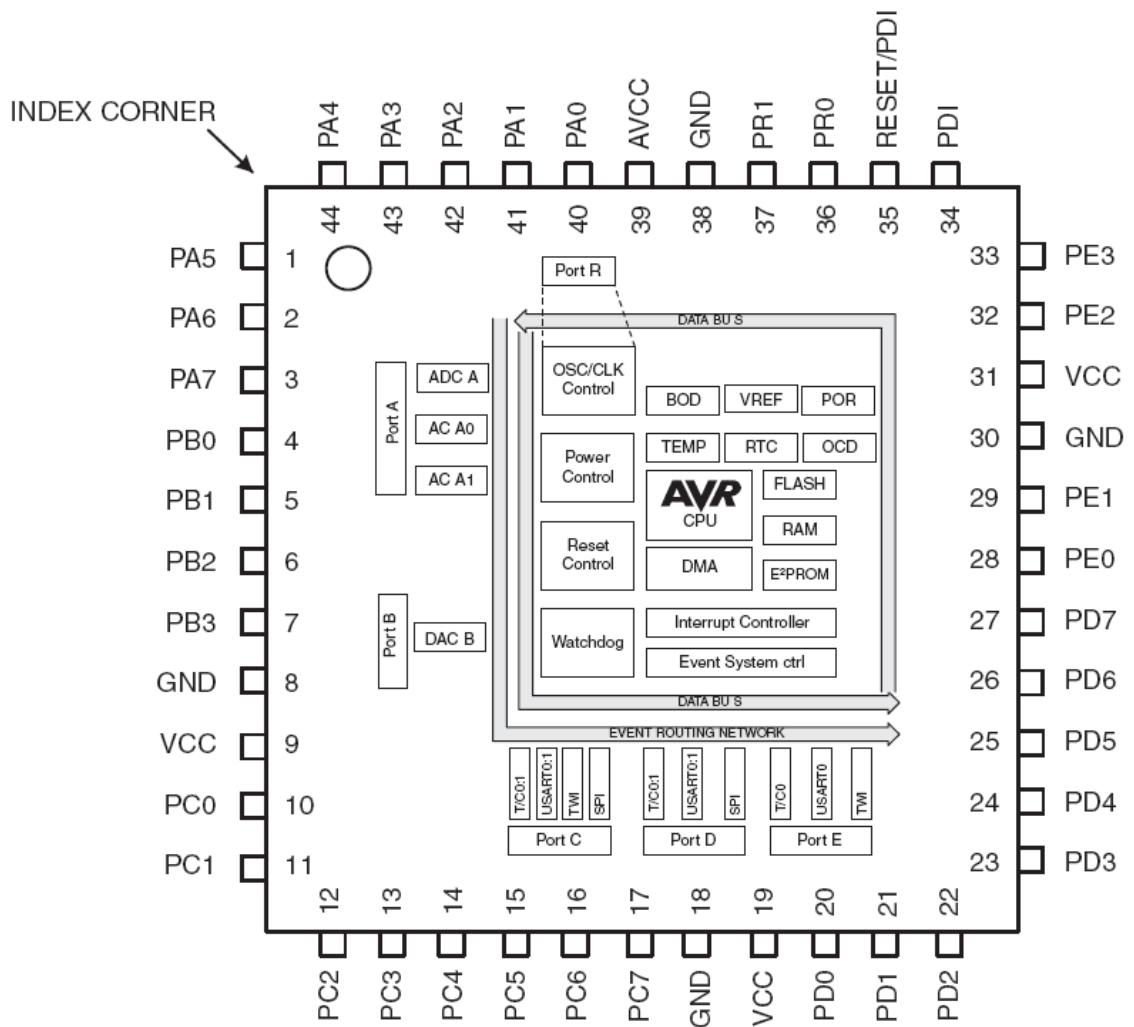 INDEX CORNER
PA4
PA3
PA2
PA1
PA0
AVCC
GND
PR1
PR0
RESET/PDI
PDI
44
43
42
41
40
39
38
37
36
35
34
PA5 1
PA6 2
PA7 3
PB0 4
PB1 5
PB2 6
PB3 7
GND 8
VCC 9
PC0 10
PC1 11
33 PE3
32 PE2
31 VCC
30 GND
29 PE1
28 PE0
27 PD7
26 PD6
25 PD5
24 PD4
23 PD3
Port R
DATA BU S
OSC/CLK
Control
BOD
VREF
POR
Port A
ADC A
AC A0
AC A1
Power
Control
TEMP
RTC
OCD
AVR
CPU
FLASH
RAM
Reset
Control
DMA
E²PROM
Port B
DAC B
Watchdog
Interrupt Controller
Event System ctrl
DATA BU S
EVENT ROUTING NETWORK
T/C0:1
USART0:1
TWI
SPI
T/C0:1
USART0:1
SPI
T/C0
USART0
TWI
Port C
Port D
Port E
12
13
14
15
16
17
18
19
20
21
22
PC2
PC3
PC4
PC5
PC6
PC7
GND
VCC
PD0
PD1
PD2